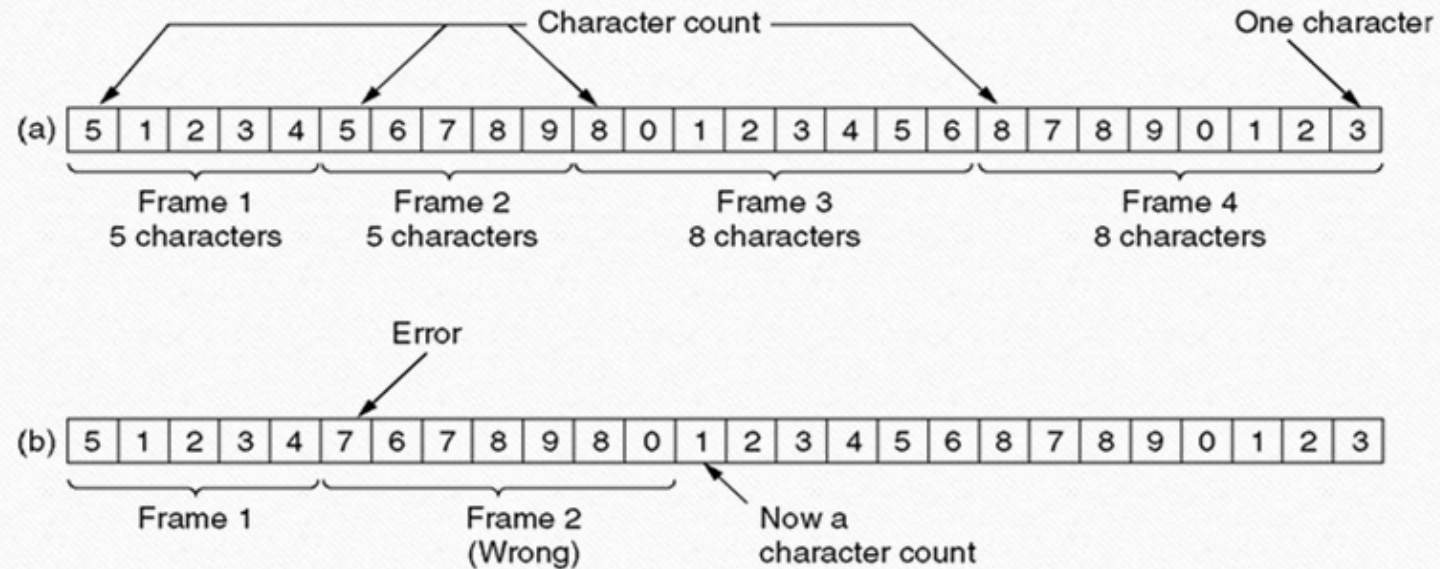 Character count
One character
(a) 5 1 2 3 4 5 6 7 8 9 8 0 1 2 3 4 5 6 8 7 8 9 0 1 2 3
Frame 1
5 characters
Frame 2
5 characters
Frame 3
8 characters
Frame 4
8 characters
Error
(b) 5 1 2 3 4 7 6 7 8 9 8 0 1 2 3 4 5 6 8 7 8 9 0 1 2 3
Frame 1
Frame 2
(Wrong)
Now a
character count